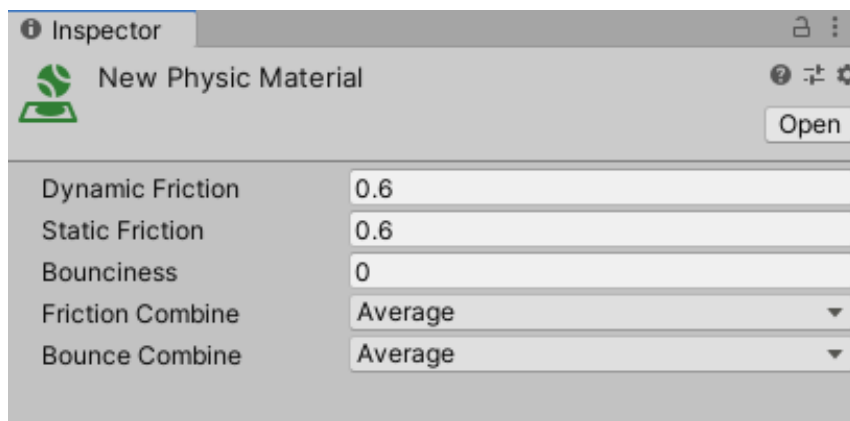 Inspector
New Physic Material
Open
Dynamic Friction 0.6
Static Friction 0.6
Bounciness 0
Friction Combine Average
Bounce Combine Average